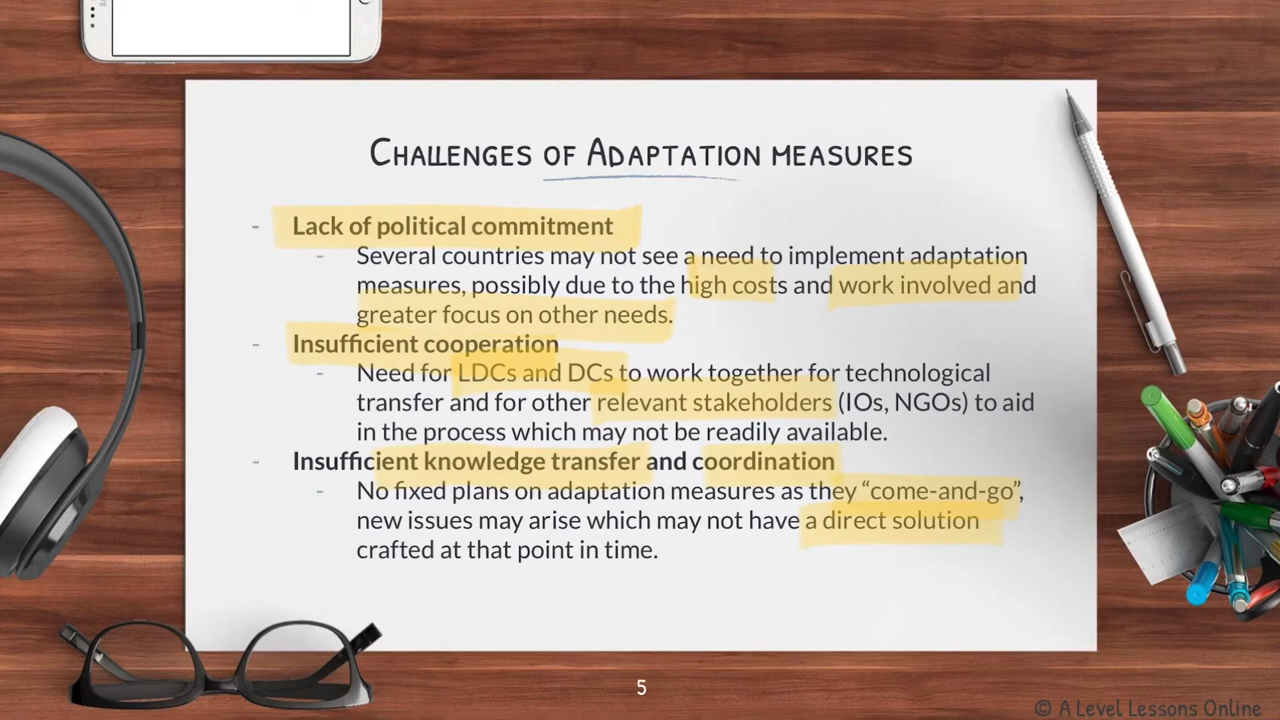 Challenges of Adaptation measures
- Lack of political commitment
- Several countries may not see a need to implement adaptation
measures, possibly due to the high costs and work involved and
greater focus on other needs.
- Insufficient cooperation
- Need for LDCs and DCs to work together for technological
transfer and for other relevant stakeholders (IOs, NGOs) to aid
in the process which may not be readily available.
- Insufficient knowledge transfer and coordination
- No fixed plans on adaptation measures as they “come-and-go”,
new issues may arise which may not have a direct solution
crafted at that point in time.
5
© A Level Lessons Online